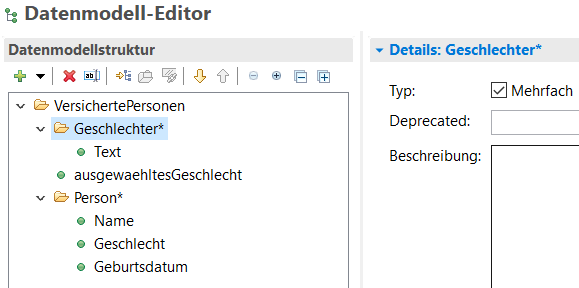 Datenmodell-Editor
Datenmodellstruktur
VersichertePersonen
Geschlechter*
Text
ausgewaehltesGeschlecht
Person*
Name
Geschlecht
Geburtsdatum
Details: Geschlechter*
Typ: Mehrfach
Deprecated:
Beschreibung: